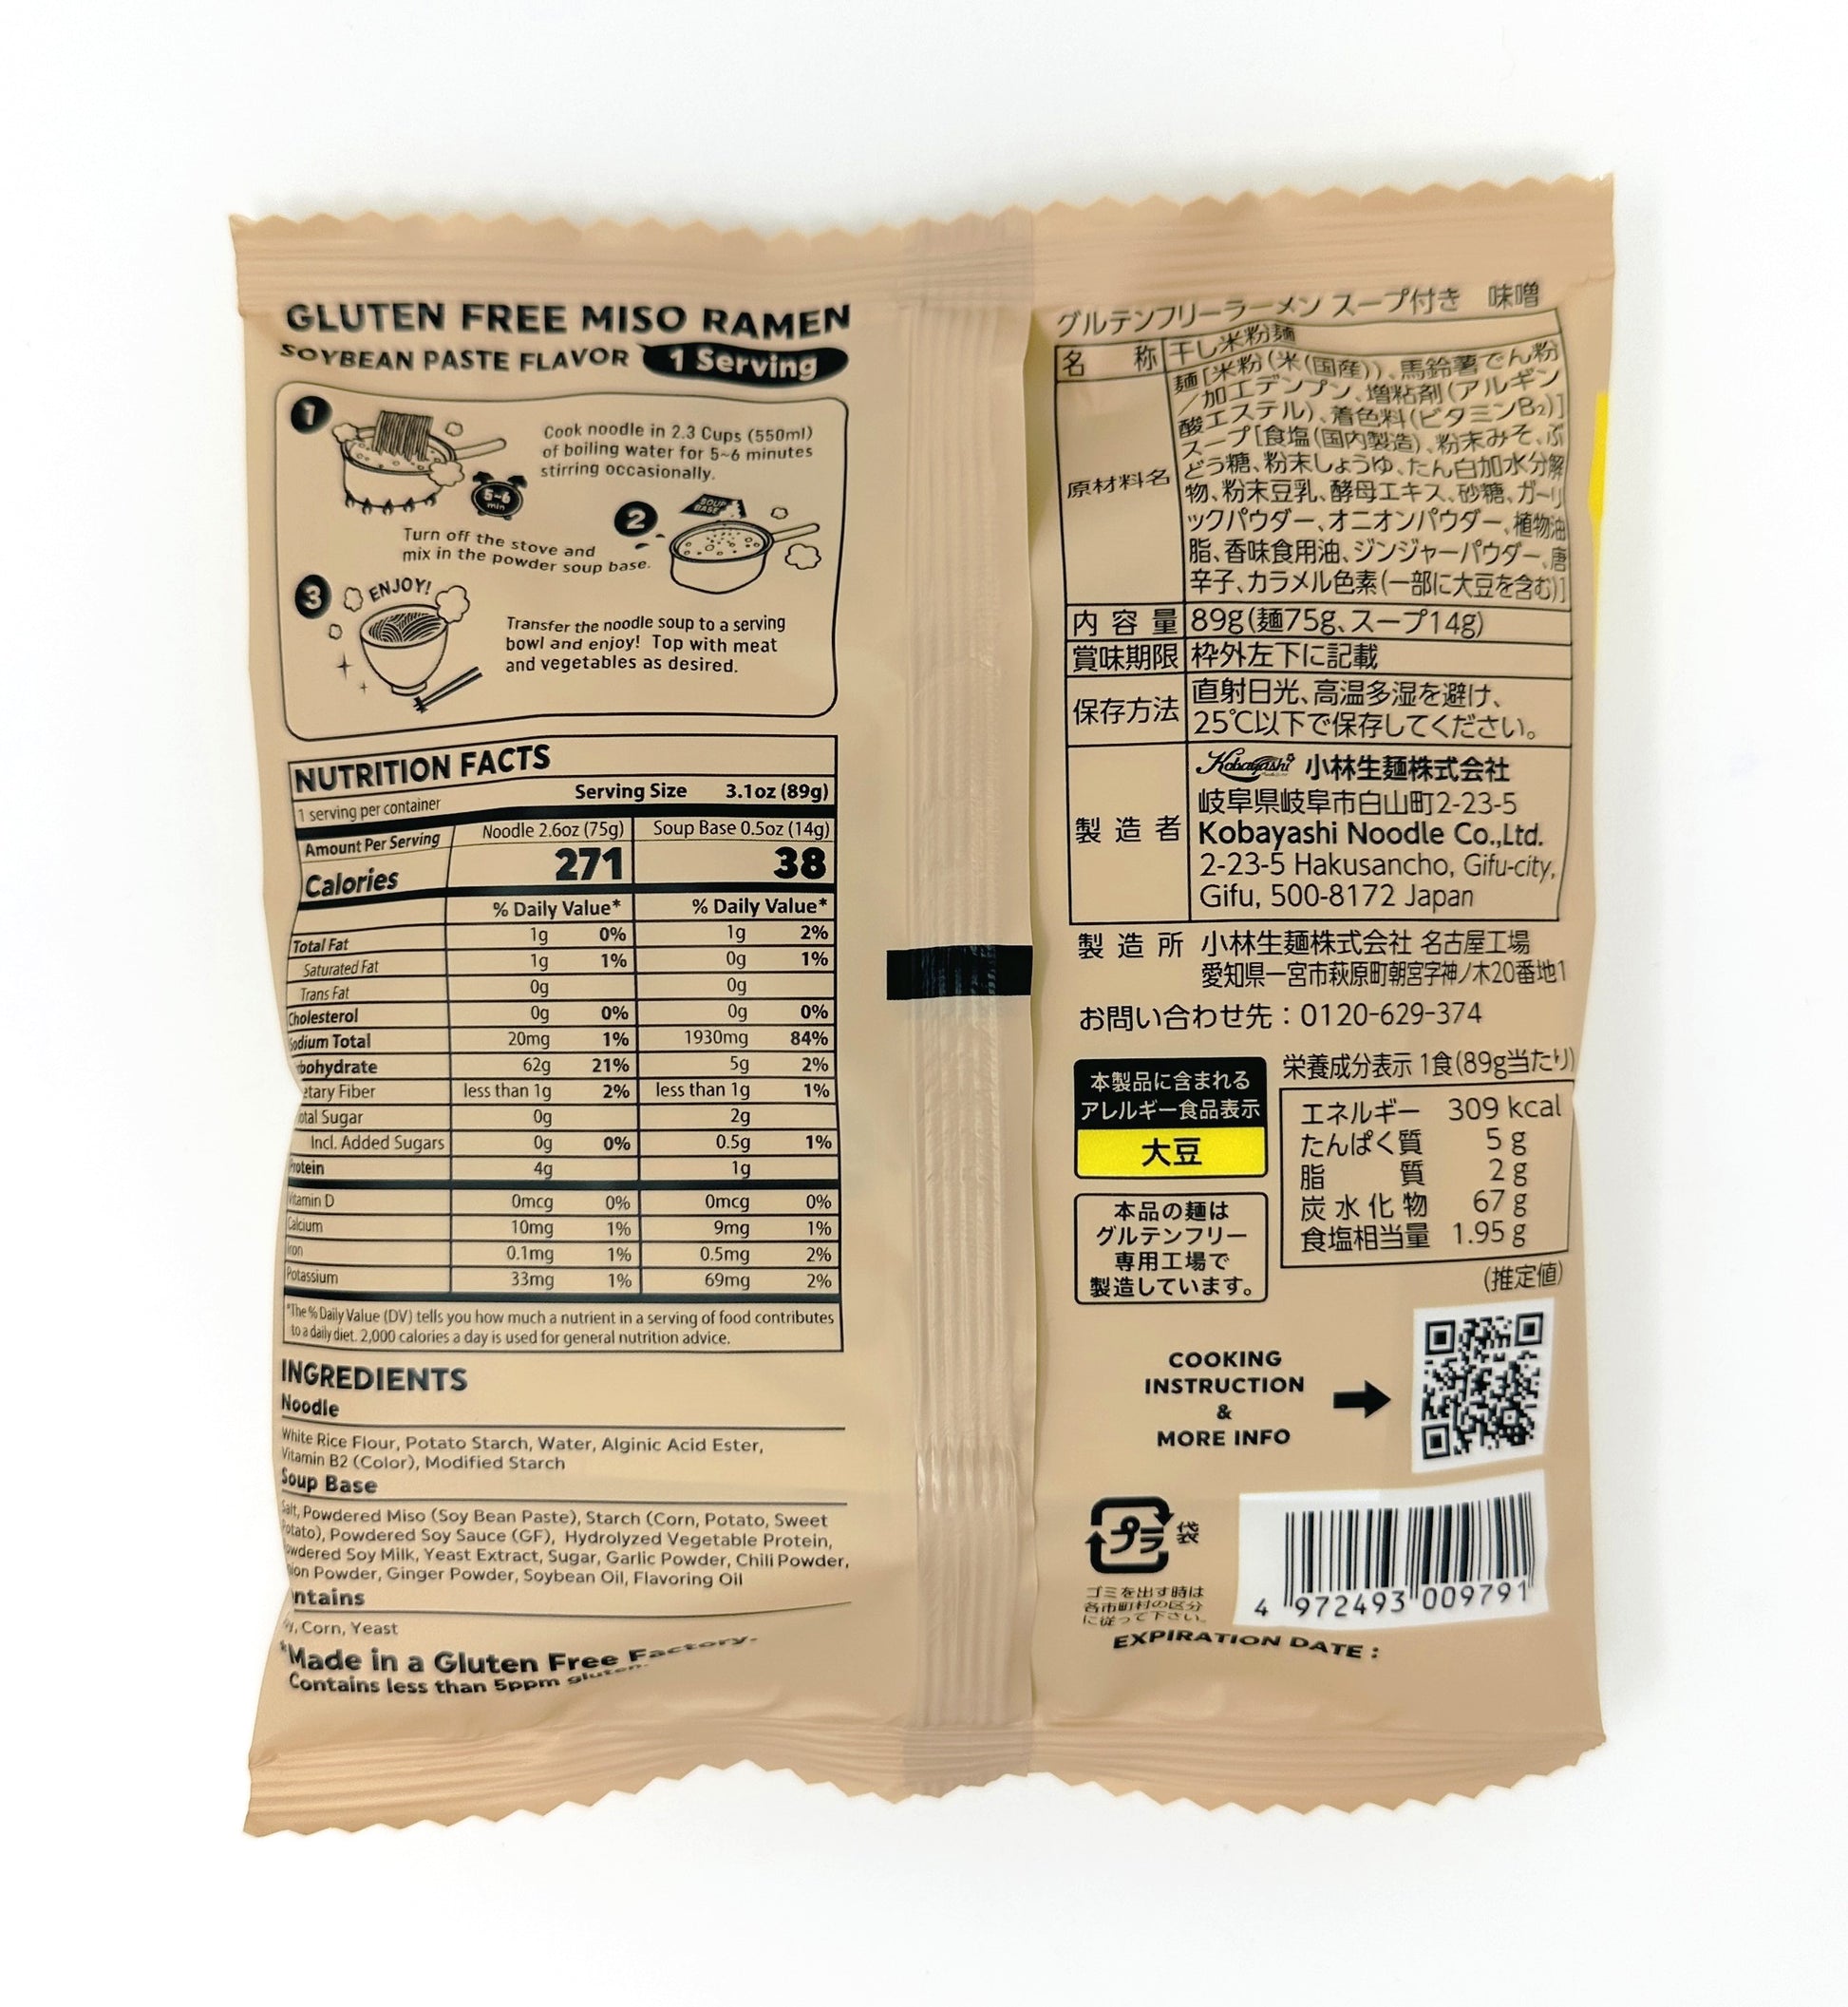 GLUTEN FREE MISO RAMEN
SOYBEAN PASTE FLAVOR 1 Serving
1
Cook noodle in 2.3 Cups (550ml)
of boiling water for 5~6 minutes
stirring occasionally.
5-6
min
2
SOUP
BASE
Turn off the stove and
mix in the powder soup base.
3
ENJOY!
Transfer the noodle soup to a serving
bowl and enjoy! Top with meat
and vegetables as desired.
NUTRITION FACTS
1 serving per container Serving Size 3.1oz (89g)
Amount Per Serving Noodle 2.6oz (75g) Soup Base 0.5oz (14g)
Calories 271 38
% Daily Value* % Daily Value*
Total Fat 1g 0% 1g 2%
Saturated Fat 1g 1% 0g 1%
Trans Fat 0g 0g
Cholesterol 0g 0% 0g 0%
odium Total 20mg 1% 1930mg 84%
bohydrate 62g 21% 5g 2%
etary Fiber less than 1g 2% less than 1g 1%
otal Sugar 0g 2g
Incl. Added Sugars 0g 0% 0.5g 1%
Protein 4g 1g
Vitamin D 0mcg 0% 0mcg 0%
Calcium 10mg 1% 9mg 1%
Iron 0.1mg 1% 0.5mg 2%
Potassium 33mg 1% 69mg 2%
*The % Daily Value (DV) tells you how much a nutrient in a serving of food contributes
to a daily diet. 2,000 calories a day is used for general nutrition advice.
INGREDIENTS
Noodle
White Rice Flour, Potato Starch, Water, Alginic Acid Ester,
Vitamin B2 (Color), Modified Starch
Soup Base
Salt, Powdered Miso (Soy Bean Paste), Starch (Corn, Potato, Sweet
Potato), Powdered Soy Sauce (GF), Hydrolyzed Vegetable Protein,
owdered Soy Milk, Yeast Extract, Sugar, Garlic Powder, Chili Powder,
ion Powder, Ginger Powder, Soybean Oil, Flavoring Oil
ntains
Corn, Yeast
*Made in a Gluten Free Factory.
Contains less than 5ppm gluten.
グルテンフリーラーメン スープ付き 味噌
名称 干し米粉麺
原材料名 麺[米粉(米(国産))、馬鈴薯でん粉
/加工デンプン、増粘剤(アルギン
酸エステル)、着色料(ビタミンB₂)]
スープ[食塩(国内製造)、粉末みそ、ぶ
どう糖、粉末しょうゆ、たん白加水分解
物、粉末豆乳、酵母エキス、砂糖、ガーリ
ックパウダー、オニオンパウダー、植物油
脂、香味食用油、ジンジャーパウダー、唐
辛子、カラメル色素(一部に大豆を含む)]
内容量 89g(麺75g、スープ14g)
賞味期限 枠外左下に記載
保存方法 直射日光、高温多湿を避け、
25℃以下で保存してください。
製造者 Kobayashi 小林生麺株式会社
岐阜県岐阜市白山町2-23-5
Kobayashi Noodle Co.,Ltd.
2-23-5 Hakusancho, Gifu-city,
Gifu, 500-8172 Japan
製造所 小林生麺株式会社 名古屋工場
愛知県一宮市萩原町朝宮字神ノ木20番地1
お問い合わせ先：0120-629-374
本製品に含まれる
アレルギー食品表示
大豆
本品の麺は
グルテンフリー
専用工場で
製造しています。
栄養成分表示 1食(89g当たり)
エネルギー 309 kcal
たんぱく質 5 g
脂質 2 g
炭水化物 67 g
食塩相当量 1.95 g
(推定値)
COOKING
INSTRUCTION
&
MORE INFO
プラ 袋
ゴミを出す時は
各市町村の区分
に従って下さい。
4 972493 009791
EXPIRATION DATE :